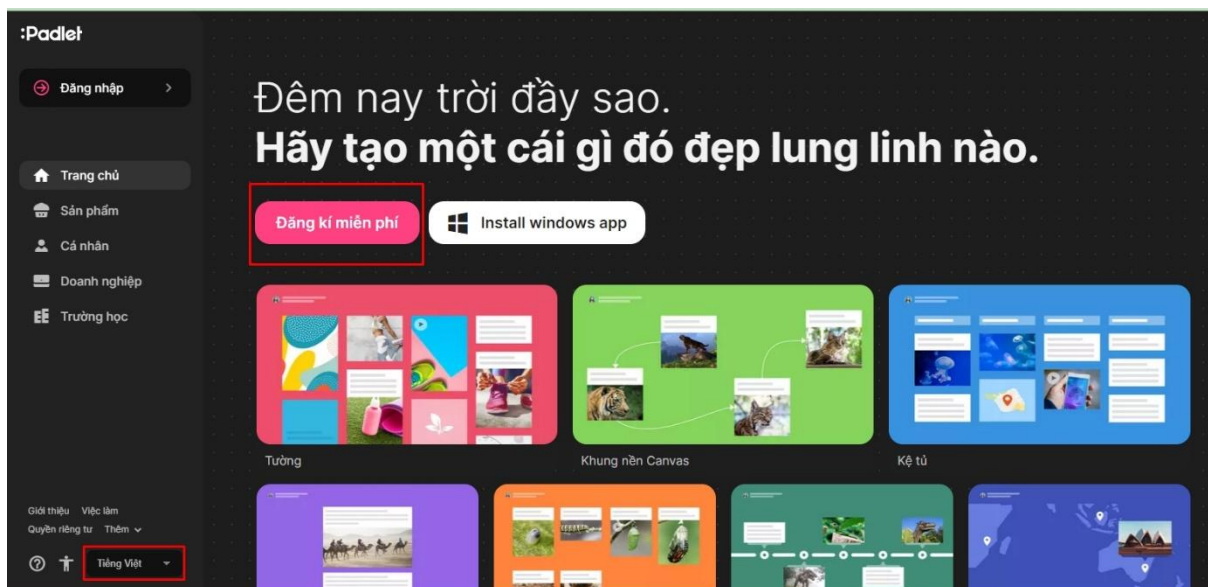 :Padlet
Đăng nhập
Trang chủ
Sản phẩm
Cá nhân
Doanh nghiệp
Trường học
Giới thiệu Việc làm
Quyền riêng tư Thêm
Tiếng Việt
Đêm nay trời đầy sao.
Hãy tạo một cái gì đó đẹp lung linh nào.
Đăng kí miễn phí
Install windows app
Tường
Khung nền Canvas
Kệ tủ